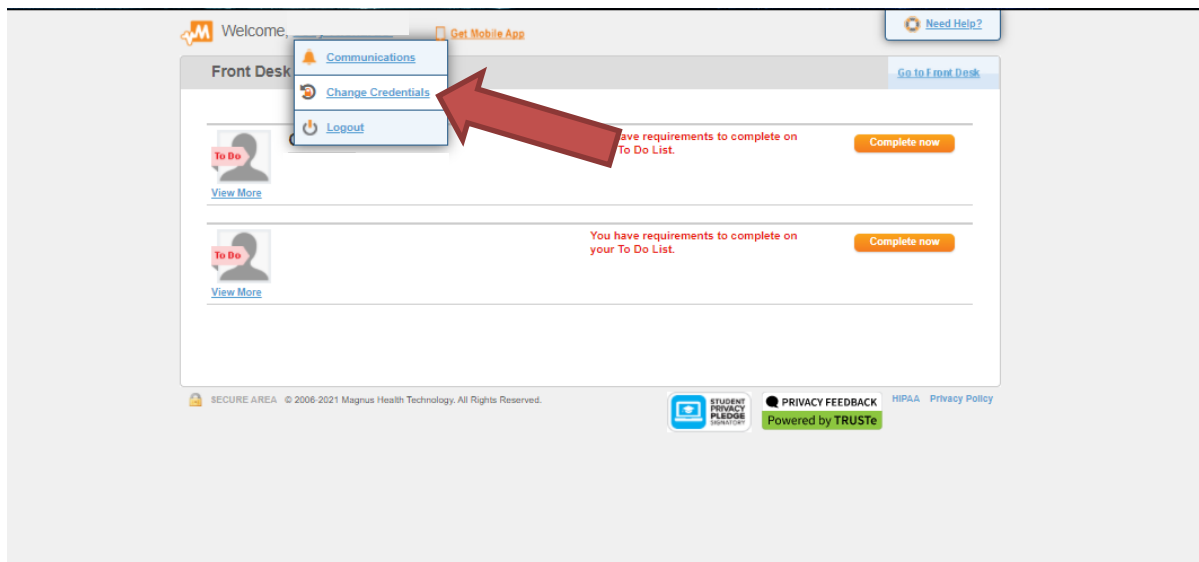 Welcome,
Get Mobile App
Need Help?
Communications
Change Credentials
Logout
Front Desk
Go to Front Desk
To Do
View More
ave requirements to complete on
To Do List.
Complete now
To Do
View More
You have requirements to complete on
your To Do List.
Complete now
SECURE AREA © 2006-2021 Magnus Health Technology. All Rights Reserved.
STUDENT
PRIVACY
PLEDGE
SIGNATORY
PRIVACY FEEDBACK
Powered by TRUSTe
HIPAA Privacy Policy